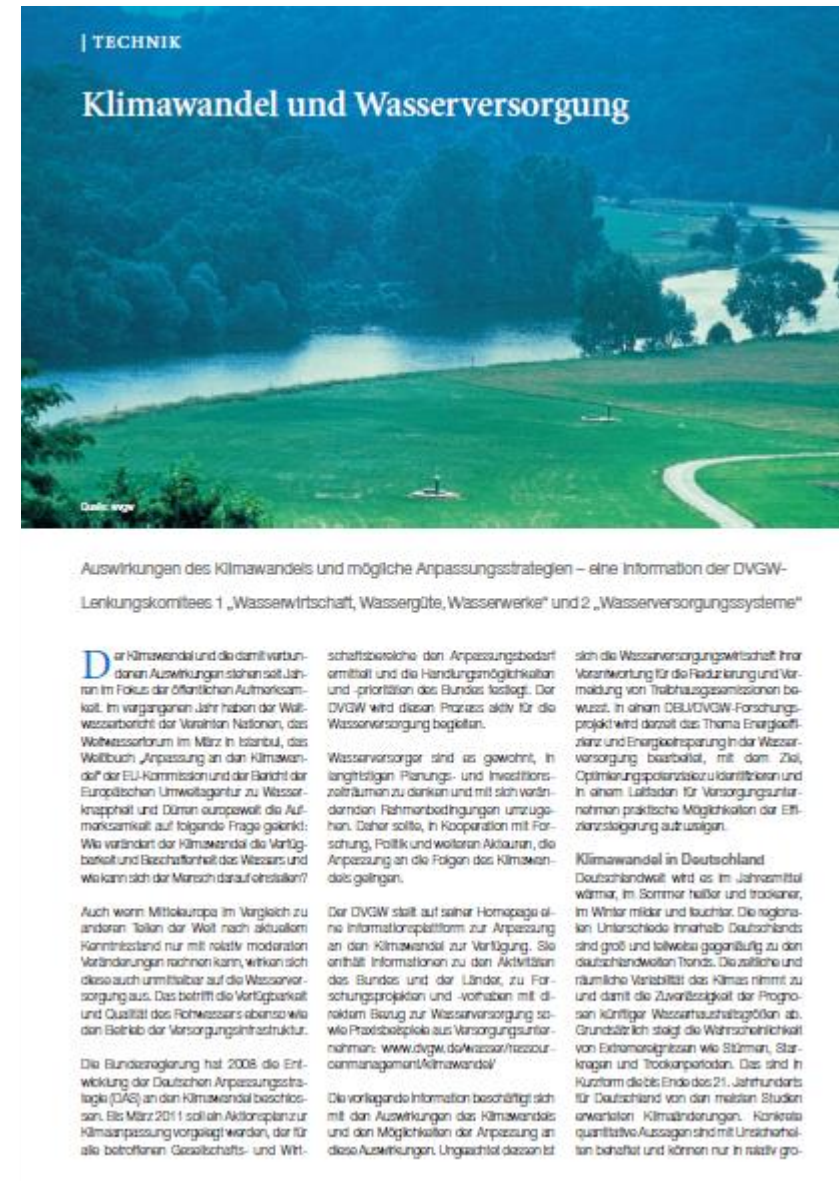 | TECHNIK
Klimawandel und Wasserversorgung
Quelle: wvgw
Auswirkungen des Klimawandels und mögliche Anpassungsstrategien – eine Information der DVGW-
Lenkungskomitees 1 „Wasserwirtschaft, Wassergüte, Wasserwerke“ und 2 „Wasserversorgungssysteme“
Der Klimawandel und die damit verbun-
denen Auswirkungen stehen seit Jah-
ren im Fokus der öffentlichen Aufmerksam-
keit. Im vergangenen Jahr haben der Welt-
wasserbericht der Vereinten Nationen, das
Weltwasserforum im März in Istanbul, das
Weißbuch „Anpassung an den Klimawan-
del“ der EU-Kommission und der Bericht der
Europäischen Umweltagentur zu Wasser-
knappheit und Dürren europaweit die Auf-
merksamkeit auf folgende Frage gelenkt:
Wie verändert der Klimawandel die Verfüg-
barkeit und Beschaffenheit des Wassers und
wie kann sich der Mensch darauf einstellen?
Auch wenn Mitteleuropa im Vergleich zu
anderen Teilen der Welt nach aktuellem
Kenntnisstand nur mit relativ moderaten
Veränderungen rechnen kann, wirken sich
diese auch unmittelbar auf die Wasserver-
sorgung aus. Das betrifft die Verfügbarkeit
und Qualität des Rohwassers ebenso wie
den Betrieb der Versorgungsinfrastruktur.
Die Bundesregierung hat 2008 die Ent-
wicklung der Deutschen Anpassungsstra-
tegie (DAS) an den Klimawandel beschlos-
sen. Bis März 2011 soll ein Aktionsplan zur
Klimaanpassung vorgelegt werden, der für
alle betroffenen Gesellschafts- und Wirt-
schaftsbereiche den Anpassungsbedarf
ermittelt und die Handlungsmöglichkeiten
und -prioritäten des Bundes festlegt. Der
DVGW wird diesen Prozess aktiv für die
Wasserversorgung begleiten.
Wasserversorger sind es gewohnt, in
langfristigen Planungs- und Investitions-
zeiträumen zu denken und mit sich verän-
dernden Rahmenbedingungen umzuge-
hen. Daher sollte, in Kooperation mit For-
schung, Politik und weiteren Akteuren, die
Anpassung an die Folgen des Klimawan-
dels gelingen.
Der DVGW stellt auf seiner Homepage ei-
ne Informationsplattform zur Anpassung
an den Klimawandel zur Verfügung. Sie
enthält Informationen zu den Aktivitäten
des Bundes und der Länder, zu For-
schungsprojekten und -vorhaben mit di-
rektem Bezug zur Wasserversorgung so-
wie Praxisbeispiele aus Versorgungsunter-
nehmen: www.dvgw.de/wasser/ressour-
cenmanagement/klimawandel/
Die vorliegende Information beschäftigt sich
mit den Auswirkungen des Klimawandels
und den Möglichkeiten der Anpassung an
diese Auswirkungen. Ungeachtet dessen ist
sich die Wasserversorgungswirtschaft ihrer
Verantwortung für die Reduzierung und Ver-
meidung von Treibhausgasemissionen be-
wusst. In einem DBU/DVGW-Forschungs-
projekt wird derzeit das Thema Energieeffi-
zienz und Energieeinsparung in der Wasser-
versorgung bearbeitet, mit dem Ziel,
Optimierungspotenziale zu identifizieren und
in einem Leitfaden für Versorgungsunter-
nehmen praktische Möglichkeiten der Effi-
zienzsteigerung aufzuzeigen.
Klimawandel in Deutschland
Deutschlandweit wird es im Jahresmittel
wärmer, im Sommer heißer und trockener,
im Winter milder und feuchter. Die regiona-
len Unterschiede innerhalb Deutschlands
sind groß und teilweise gegenläufig zu den
deutschlandweiten Trends. Die zeitliche und
räumliche Variabilität des Klimas nimmt zu
und damit die Zuverlässigkeit der Progno-
sen künftiger Wasserhaushaltsgrößen ab.
Grundsätzlich steigt die Wahrscheinlichkeit
von Extremereignissen wie Stürmen, Star-
kregen und Trockenperioden. Das sind in
Kurzform die bis Ende des 21. Jahrhunderts
für Deutschland von den meisten Studien
erwarteten Klimaänderungen. Konkrete
quantitative Aussagen sind mit Unsicherhei-
ten behaftet und können nur in relativ gro-